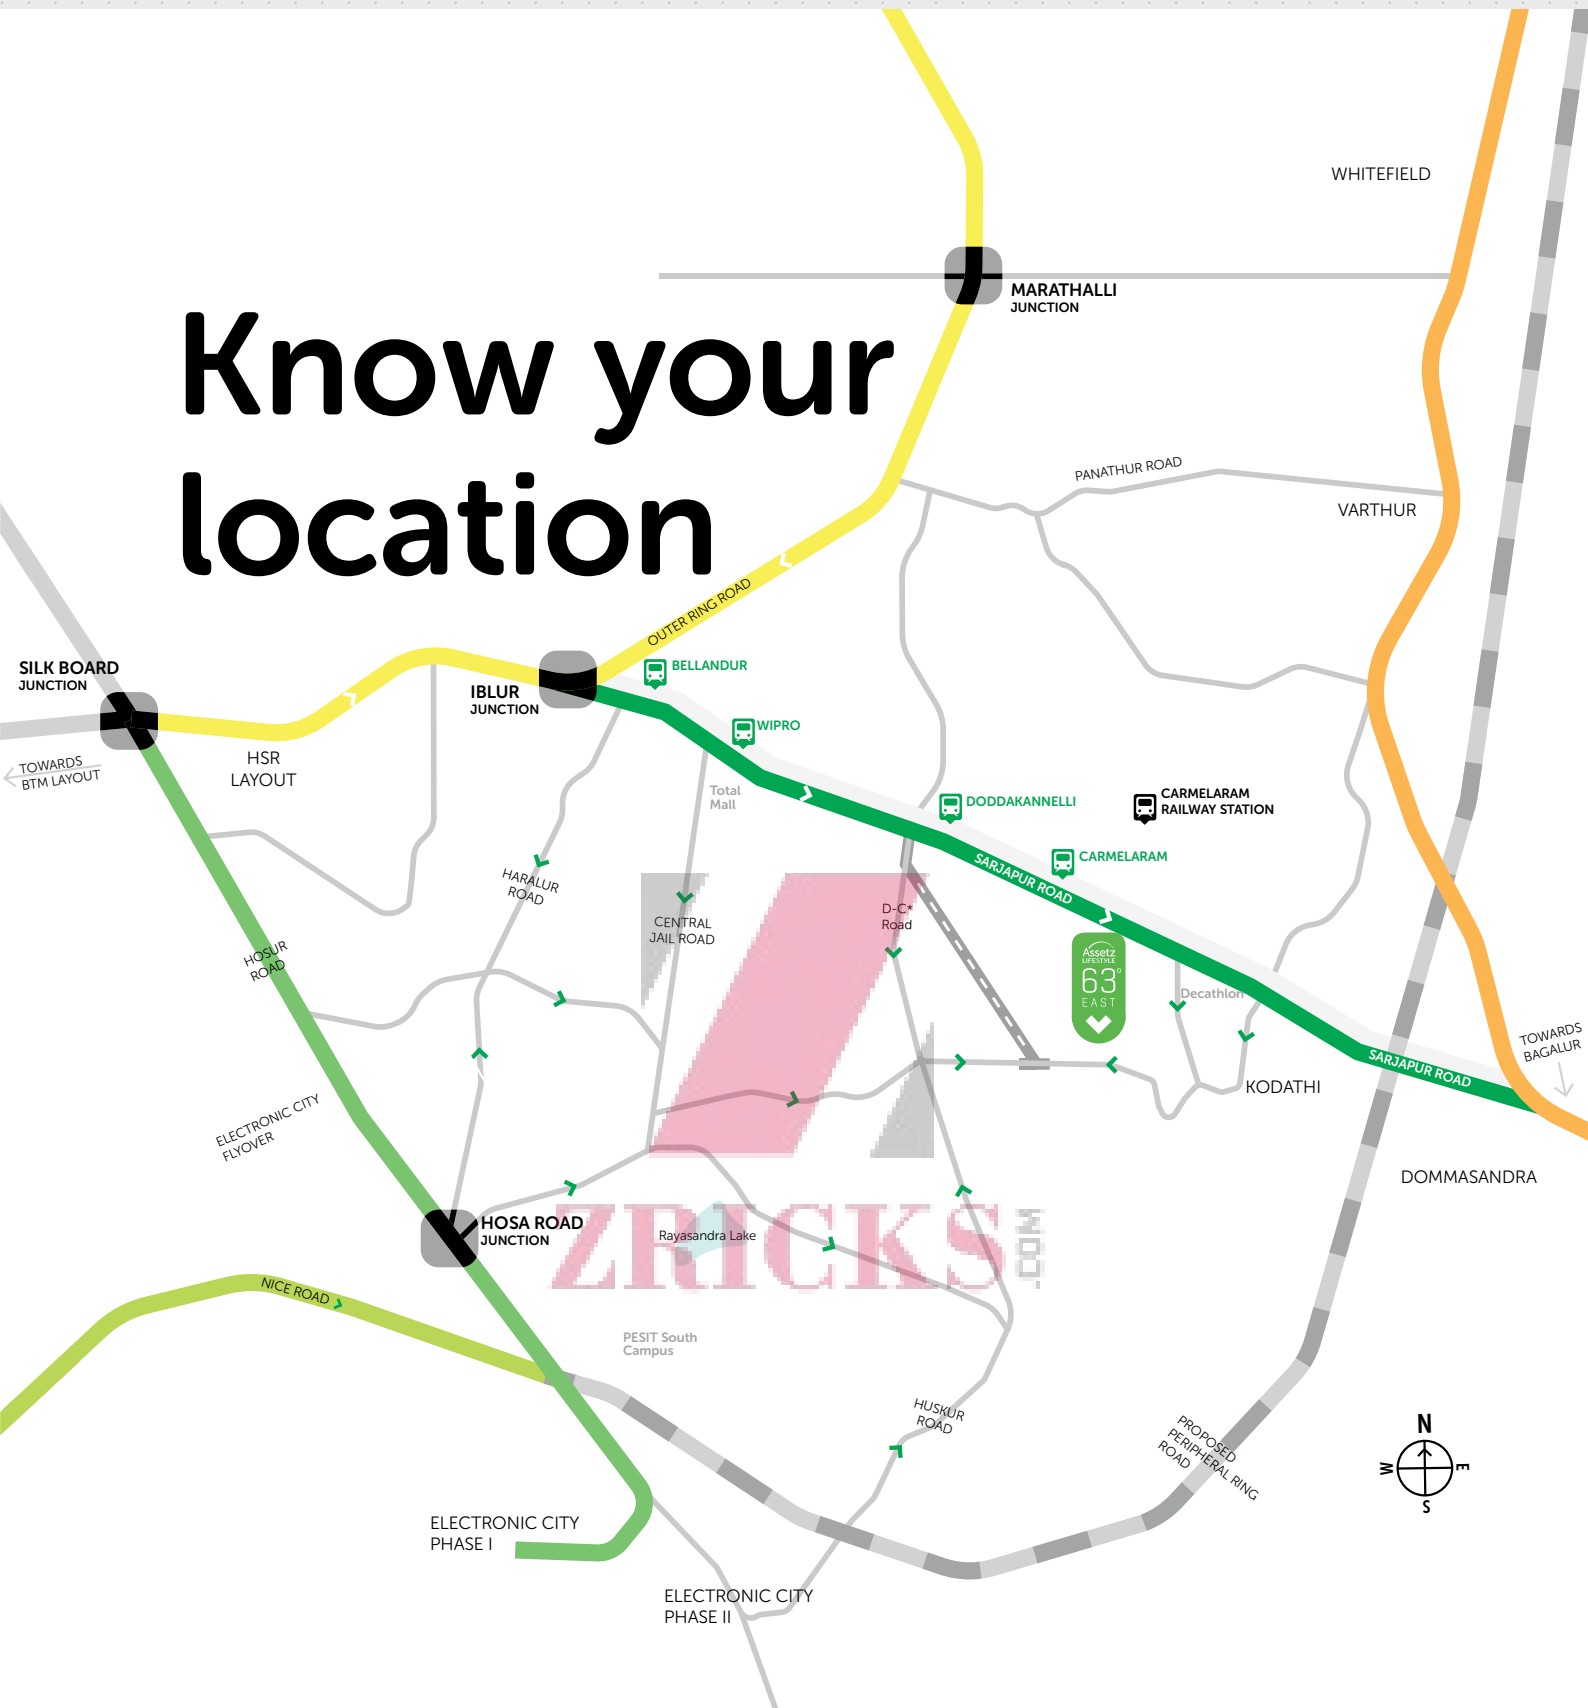 WHITEFIELD
MARATHALLI
JUNCTION
Know your
location
PANATHUR ROAD
VARTHUR
OUTER RING ROAD
SILK BOARD
JUNCTION
IBLUR
JUNCTION
BELLANDUR
WIPRO
HSR
LAYOUT
TOWARDS
BTM LAYOUT
Total
Mall
DODDAKANNELLI
CARMELARAM
RAILWAY STATION
CARMELARAM
SARJAPUR ROAD
HARALUR
ROAD
CENTRAL
JAIL ROAD
D-C*
Road
HOSUR
ROAD
Assetz
LIFESTYLE
63°
EAST
Decathlon
TOWARDS
BAGALUR
SARJAPUR ROAD
KODATHI
ELECTRONIC CITY
FLYOVER
DOMMASANDRA
HOSA ROAD
JUNCTION
Rayasandra Lake
ZRICKS
.COM
NICE ROAD
PESIT South
Campus
HUSKUR
ROAD
PROPOSED
PERIPHERAL RING
ROAD
N
W
E
S
ELECTRONIC CITY
PHASE I
ELECTRONIC CITY
PHASE II